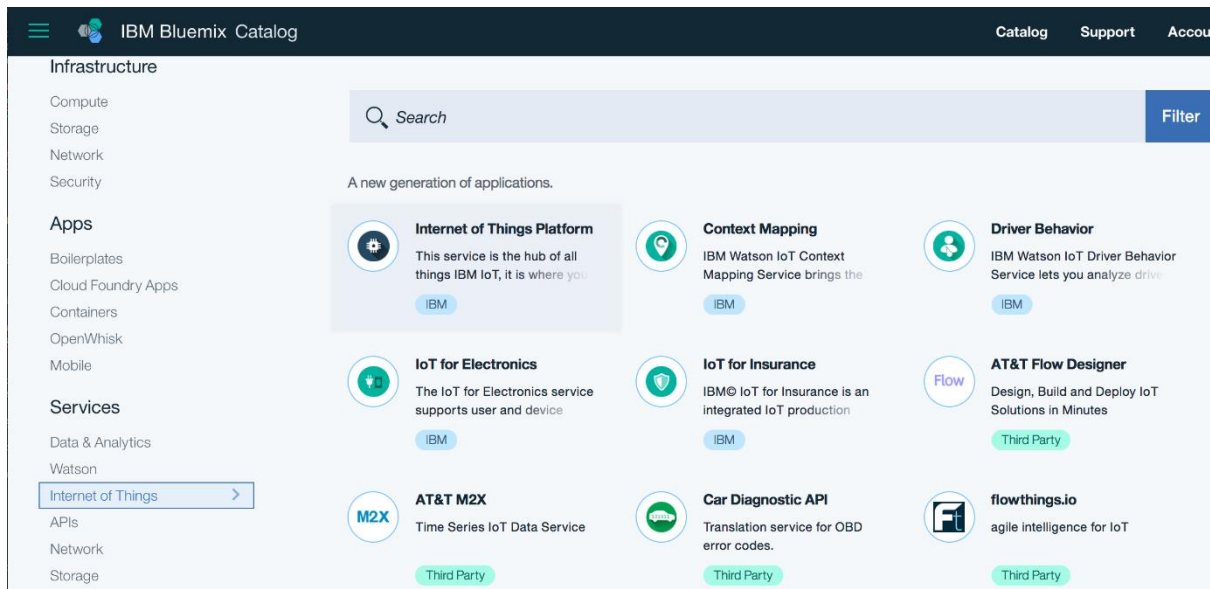 IBM Bluemix Catalog
Catalog Support Accou
Infrastructure
Compute
Storage
Network
Security
Apps
Boilerplates
Cloud Foundry Apps
Containers
OpenWhisk
Mobile
Services
Data & Analytics
Watson
Internet of Things
APIs
Network
Storage
Search
Filter
A new generation of applications.
Internet of Things Platform
This service is the hub of all
things IBM IoT, it is where you
IBM
Context Mapping
IBM Watson IoT Context
Mapping Service brings the
IBM
Driver Behavior
IBM Watson IoT Driver Behavior
Service lets you analyze drive
IBM
IoT for Electronics
The IoT for Electronics service
supports user and device
IBM
IoT for Insurance
IBM© IoT for Insurance is an
integrated IoT production
IBM
Flow
AT&T Flow Designer
Design, Build and Deploy IoT
Solutions in Minutes
Third Party
M2X
AT&T M2X
Time Series IoT Data Service
Third Party
Car Diagnostic API
Translation service for OBD
error codes.
Third Party
Ft
flowthings.io
agile intelligence for IoT
Third Party